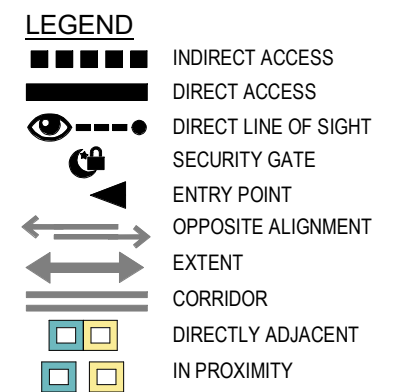 LEGEND
INDIRECT ACCESS
DIRECT ACCESS
DIRECT LINE OF SIGHT
SECURITY GATE
ENTRY POINT
OPPOSITE ALIGNMENT
EXTENT
CORRIDOR
DIRECTLY ADJACENT
IN PROXIMITY